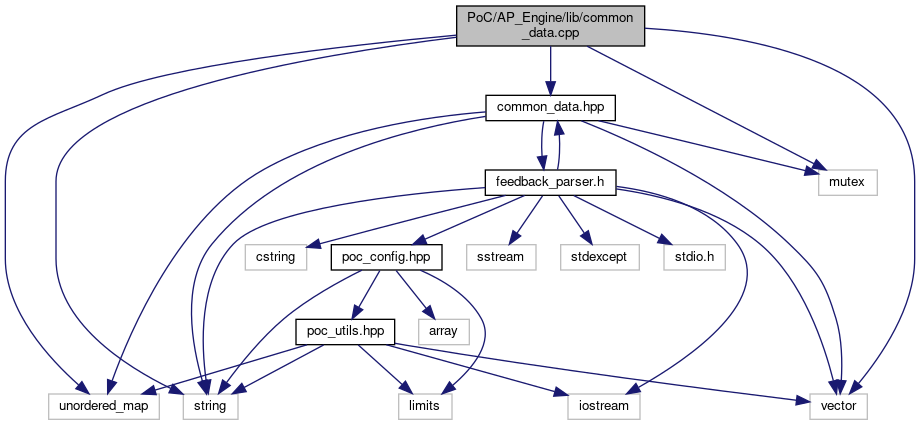 PoC/AP_Engine/lib/common
_data.cpp
common_data.hpp
mutex
feedback_parser.h
cstring
poc_config.hpp
sstream
stdexcept
stdio.h
poc_utils.hpp
array
unordered_map
string
limits
iostream
vector